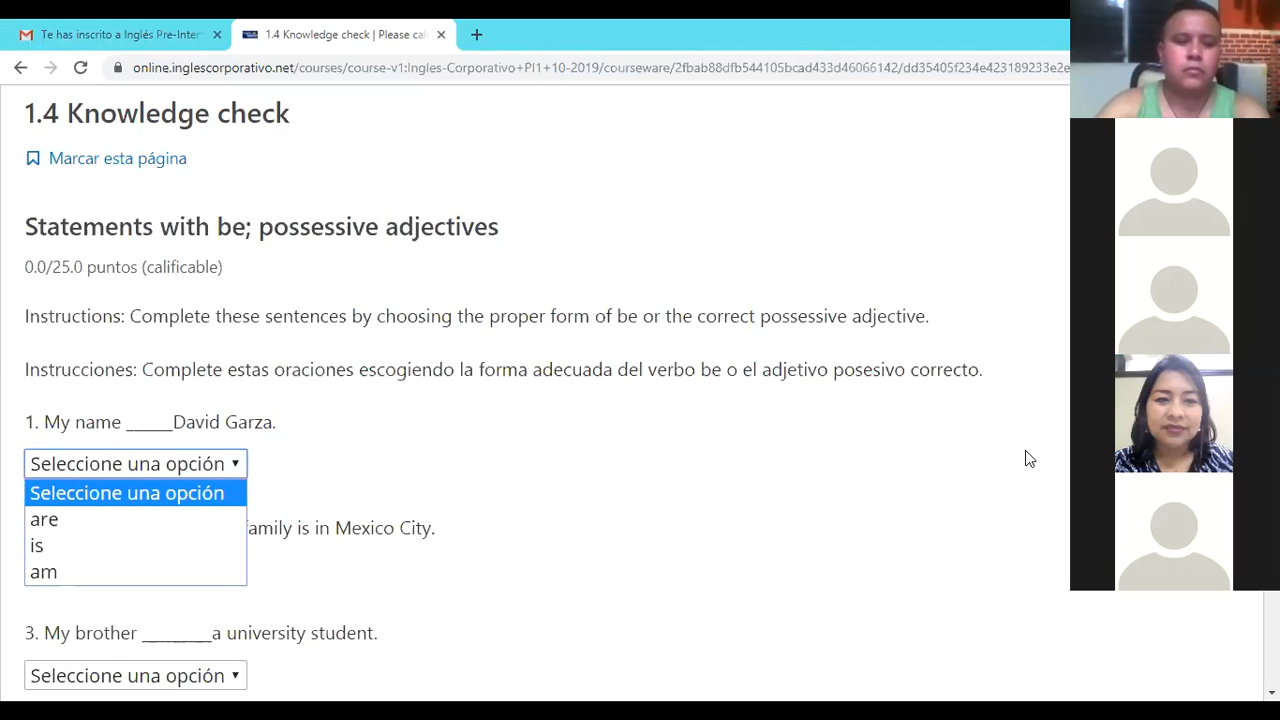 Te has inscrito a Inglés Pre-Inter
1.4 Knowledge check | Please cal
online.inglescorporativo.net/courses/course-v1:Ingles-Corporativo+PI1+10-2019/courseware/2fbab88dfb544105bcad433d46066142/dd35405f234e423189233e2e
1.4 Knowledge check
Marcar esta página
Statements with be; possessive adjectives
0.0/25.0 puntos (calificable)
Instructions: Complete these sentences by choosing the proper form of be or the correct possessive adjective.
Instrucciones: Complete estas oraciones escogiendo la forma adecuada del verbo be o el adjetivo posesivo correcto.
1. My name ______David Garza.
Seleccione una opción
Seleccione una opción
are
is
am
family is in Mexico City.
3. My brother _________a university student.
Seleccione una opción